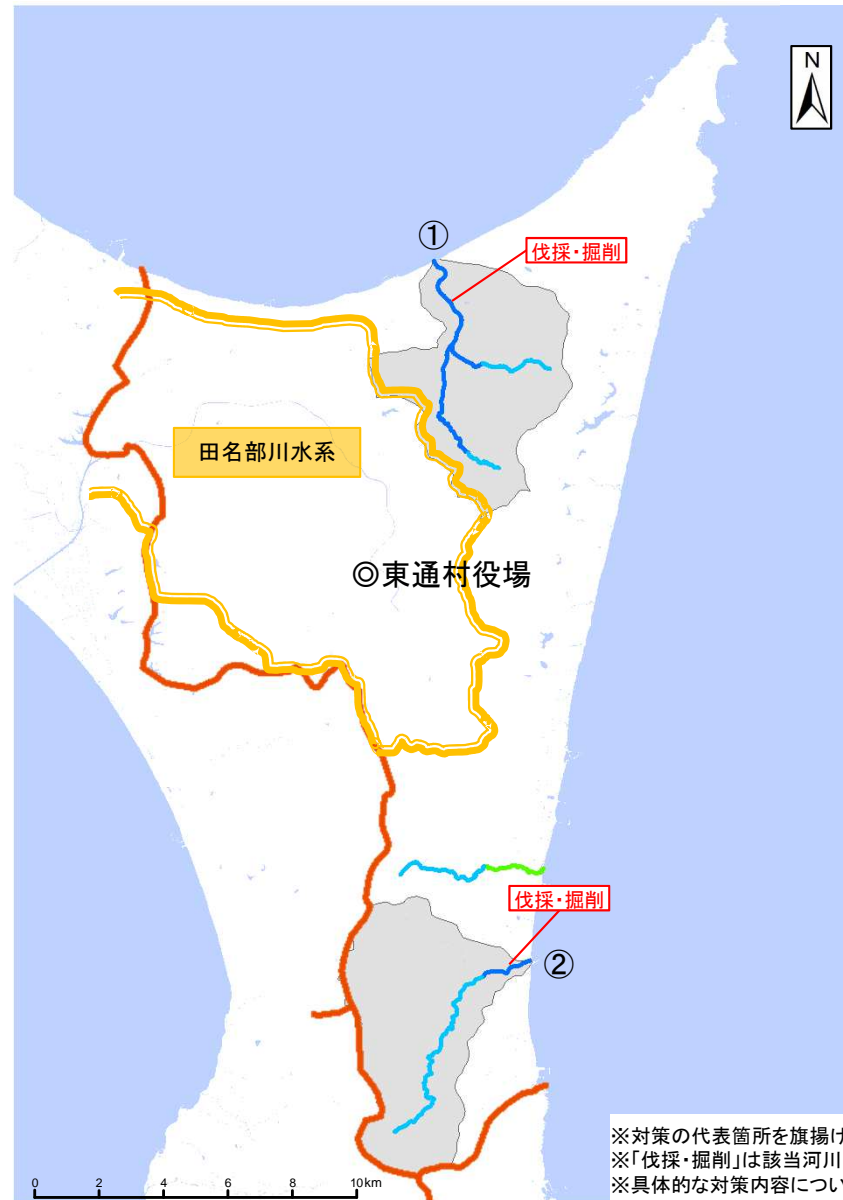 N
①
伐採・掘削
田名部川水系
◎東通村役場
伐採・掘削
②
※対策の代表箇所を旗揚げ
※「伐採・掘削」は該当河川
※具体的な対策内容につい
0 2 4 6 8 10km